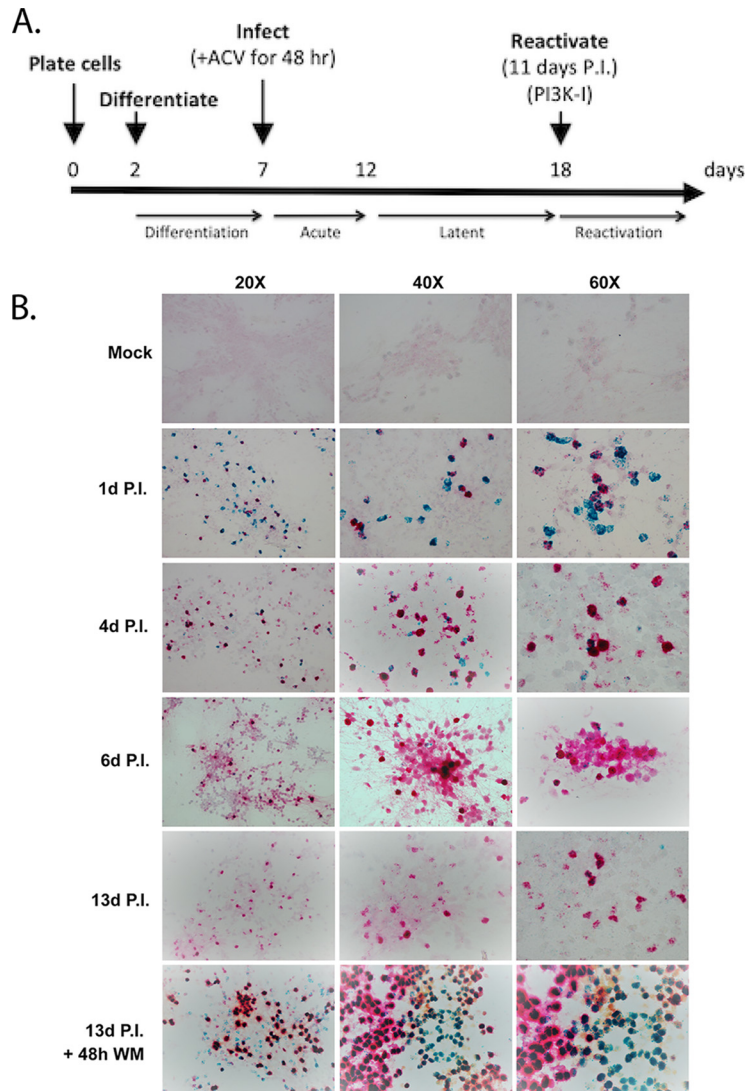 A.
Plate cells
Differentiate
Infect
(+ACV for 48 hr)
Reactivate
(11 days P.I.)
(PI3K-I)
0 2 7 12 18 days
Differentiation Acute Latent Reactivation
B.
20X 40X 60X
Mock
1d P.I.
4d P.I.
6d P.I.
13d P.I.
13d P.I.
+ 48h WM